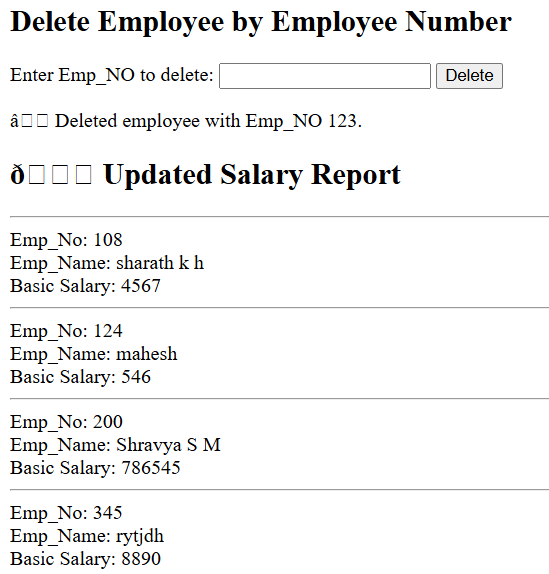 Delete Employee by Employee Number
Enter Emp_NO to delete: Delete
â Deleted employee with Emp_NO 123.
ð Updated Salary Report
Emp_No: 108
Emp_Name: sharath k h
Basic Salary: 4567
Emp_No: 124
Emp_Name: mahesh
Basic Salary: 546
Emp_No: 200
Emp_Name: Shravya S M
Basic Salary: 786545
Emp_No: 345
Emp_Name: rytjdh
Basic Salary: 8890